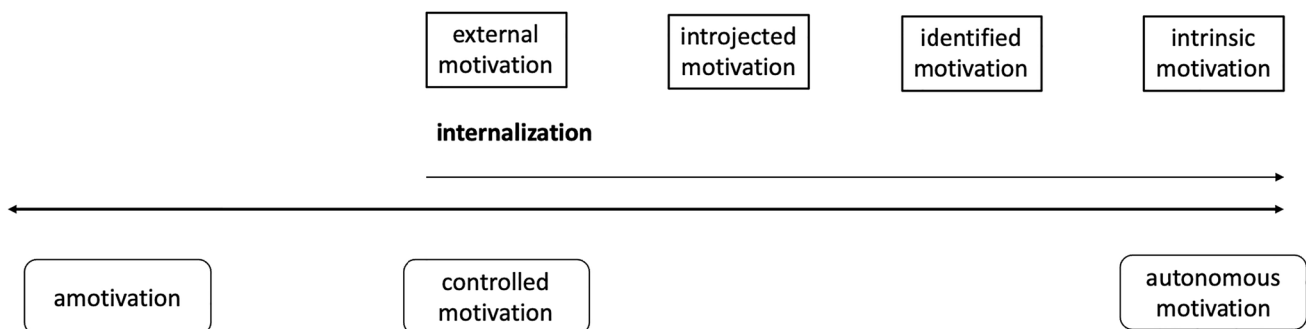 external
motivation
introjected
motivation
identified
motivation
intrinsic
motivation
internalization
amotivation
controlled
motivation
autonomous
motivation